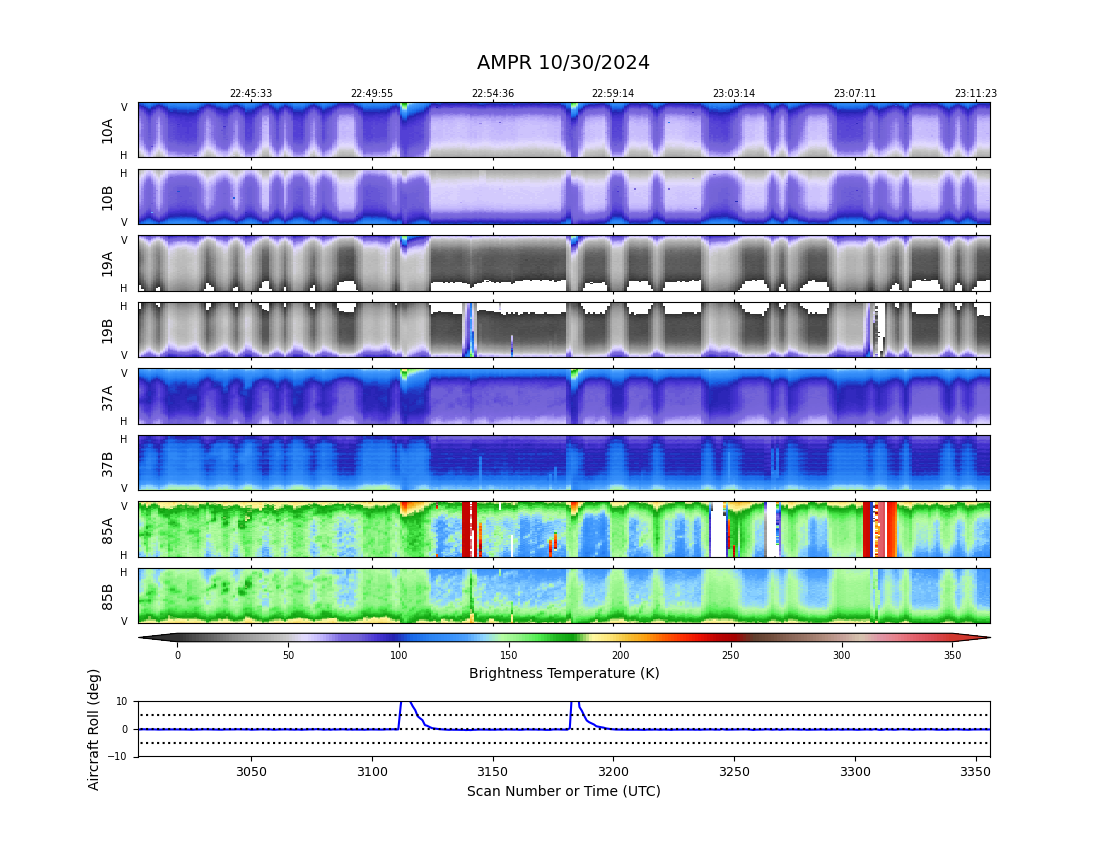 AMPR 10/30/2024
22:45:33 22:49:55 22:54:36 22:59:14 23:03:14 23:07:11 23:11:23
V
10A
H
H
10B
V
V
19A
H
H
19B
V
V
37A
H
H
37B
V
V
85A
H
H
85B
V
0 50 100 150 200 250 300 350
Brightness Temperature (K)
Aircraft Roll (deg)
10
0
−10
3050 3100 3150 3200 3250 3300 3350
Scan Number or Time (UTC)